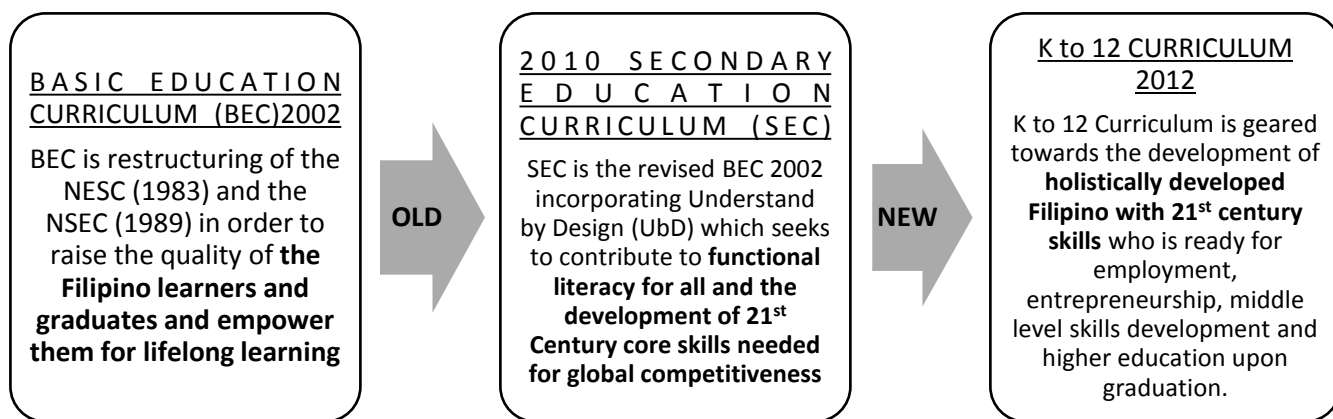 BASIC EDUCATION
CURRICULUM (BEC)2002
BEC is restructuring of the
NESC (1983) and the
NSEC (1989) in order to
raise the quality of the
Filipino learners and
graduates and empower
them for lifelong learning
OLD
2010 SECONDARY
EDUCATION
CURRICULUM (SEC)
SEC is the revised BEC 2002
incorporating Understand
by Design (UbD) which seeks
to contribute to functional
literacy for all and the
development of 21st
Century core skills needed
for global competitiveness
NEW
K to 12 CURRICULUM
2012
K to 12 Curriculum is geared
towards the development of
holistically developed
Filipino with 21st century
skills who is ready for
employment,
entrepreneurship, middle
level skills development and
higher education upon
graduation.